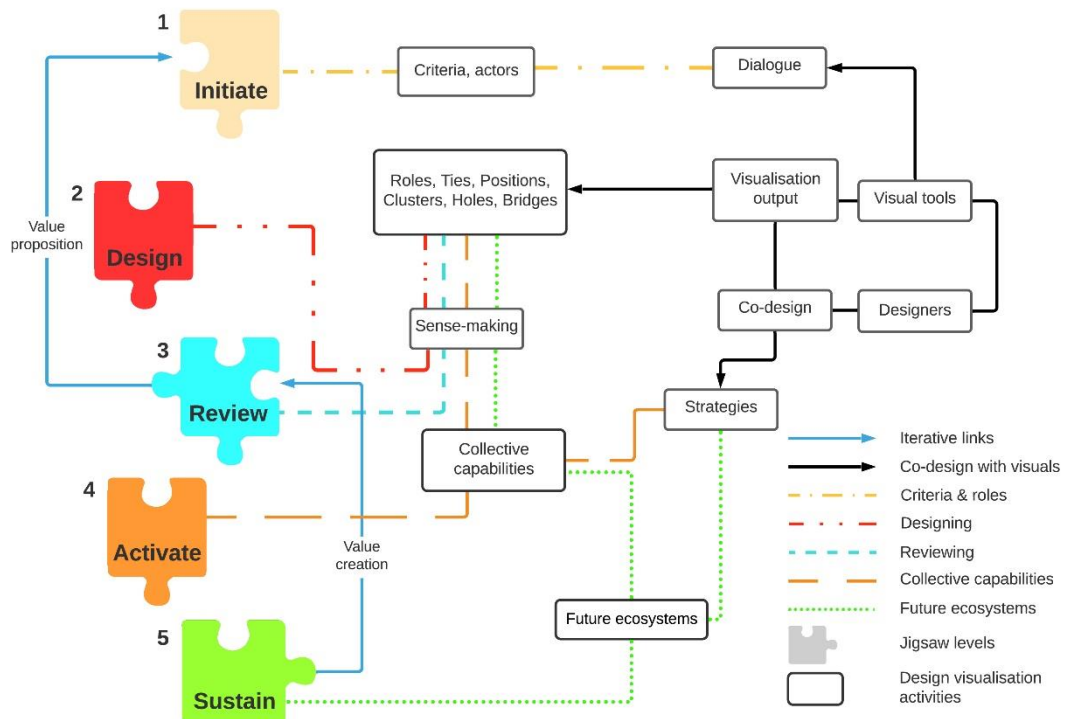 1
Initiate
Criteria, actors
Dialogue
2
Design
Value
proposition
Roles, Ties, Positions,
Clusters, Holes, Bridges
Visualisation
output
Visual tools
Sense-making
Co-design
Designers
3
Review
Strategies
Collective
capabilities
4
Activate
Value
creation
Future ecosystems
5
Sustain
Iterative links
Co-design with visuals
Criteria & roles
Designing
Reviewing
Collective capabilities
Future ecosystems
Jigsaw levels
Design visualisation
activities